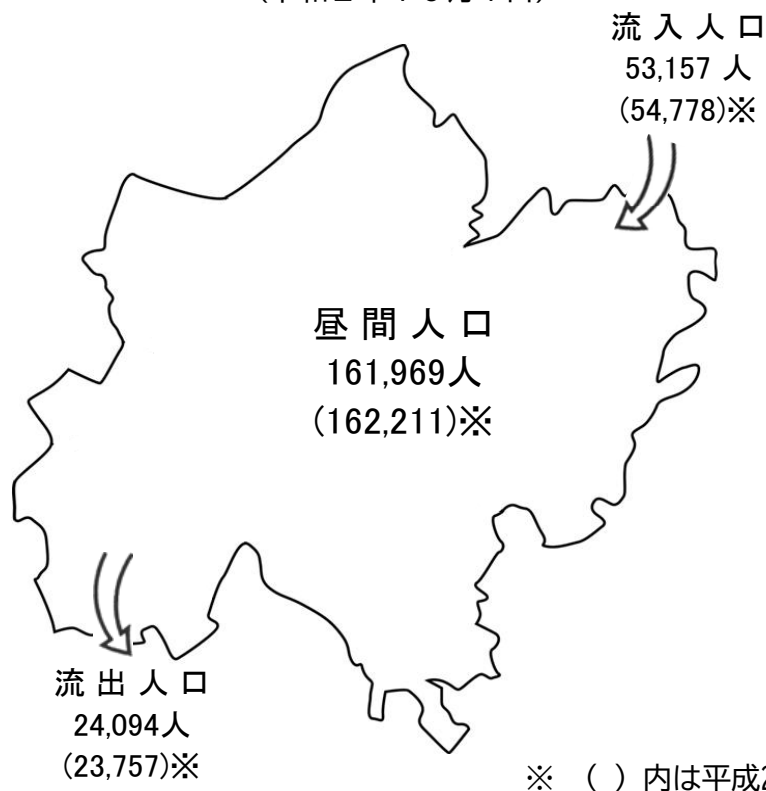 流入人口
53,157 人
(54,778)※
昼間人口
161,969人
(162,211)※
流出人口
24,094人
(23,757)※
※ （ ）内は平成